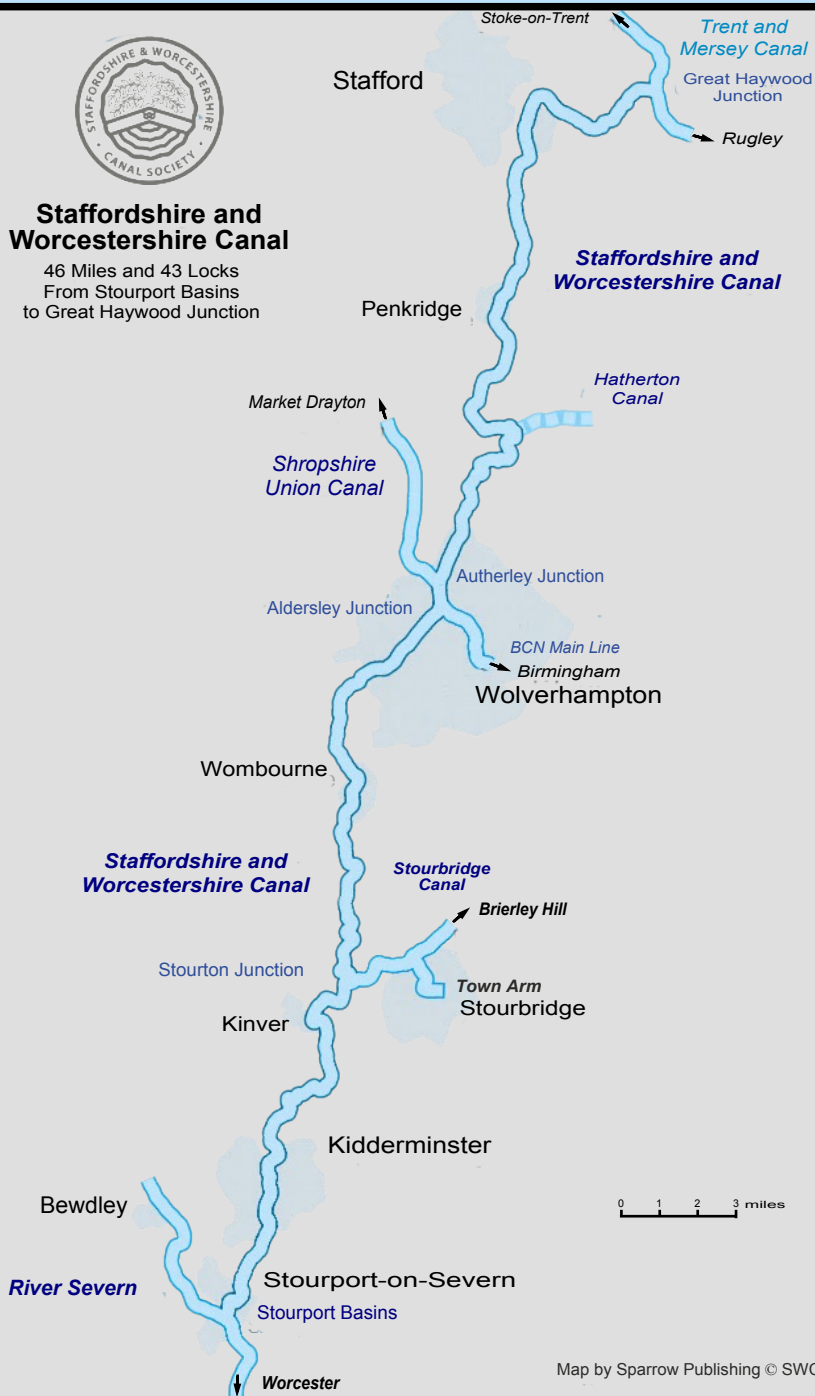 Stoke-on-Trent
Trent and
Mersey Canal
STAFFORDSHIRE & WORCESTERSHIRE
• CANAL SOCIETY •
Stafford
Great Haywood
Junction
Rugley
Staffordshire and
Worcestershire Canal
46 Miles and 43 Locks
From Stourport Basins
to Great Haywood Junction
Staffordshire and
Worcestershire Canal
Penkridge
Hatherton
Canal
Market Drayton
Shropshire
Union Canal
Autherley Junction
Aldersley Junction
BCN Main Line
Birmingham
Wolverhampton
Wombourne
Staffordshire and
Worcestershire Canal
Stourbridge
Canal
Brierley Hill
Stourton Junction
Town Arm
Stourbridge
Kinver
Kidderminster
Bewdley
0 1 2 3 miles
River Severn
Stourport-on-Severn
Stourport Basins
Worcester
Map by Sparrow Publishing © SWC